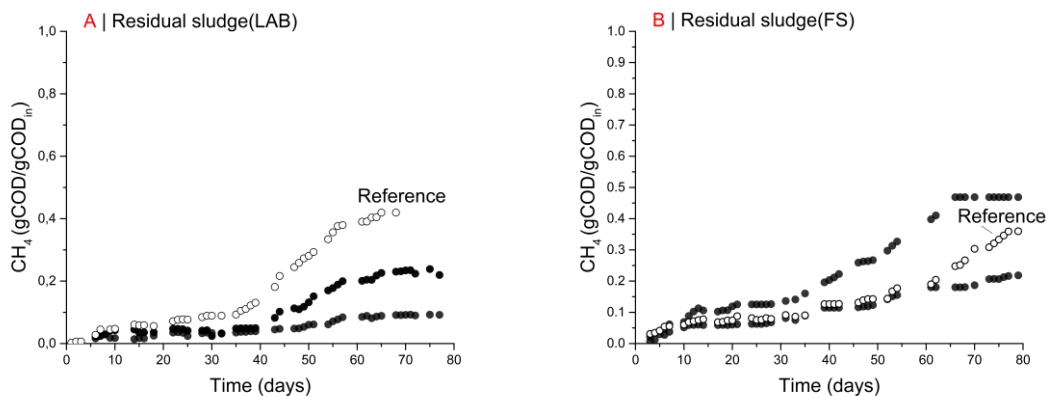 A | Residual sludge(LAB)
1,0
0,8
0,6
0,4
0,2
0,0
CH4 (gCOD/gCODin)
Reference
0 10 20 30 40 50 60 70 80
Time (days)
B | Residual sludge(FS)
1.0
0.9
0.8
0.7
0.6
0.5
0.4
0.3
0.2
0.1
0.0
CH4 (gCOD/gCODin)
Reference
0 10 20 30 40 50 60 70 79
Time (days)